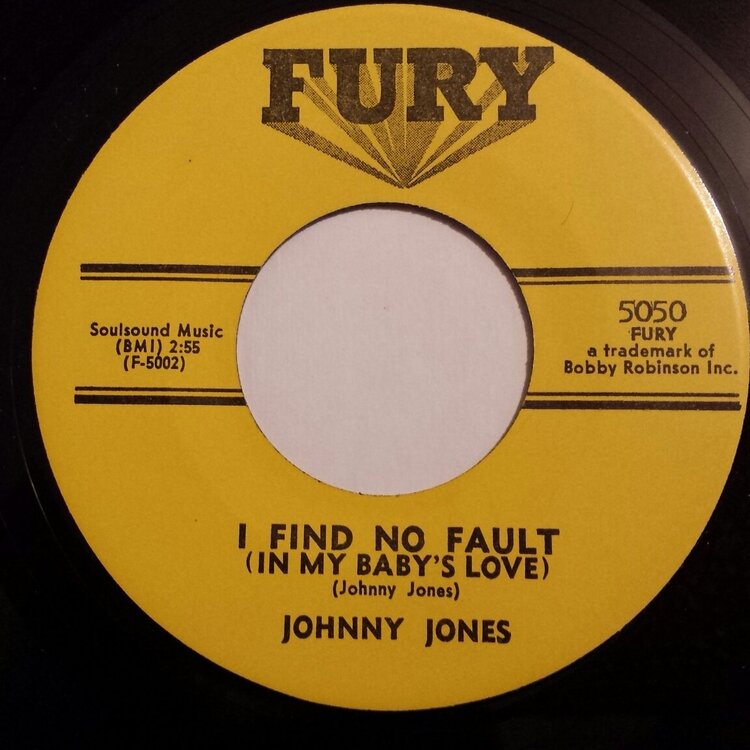 FURY
Soulsound Music
(BMI) 2:55
(F-5002)
5050
FURY
a trademark of
Bobby Robinson Inc.
I FIND NO FAULT
(IN MY BABY'S LOVE)
(Johnny Jones)
JOHNNY JONES